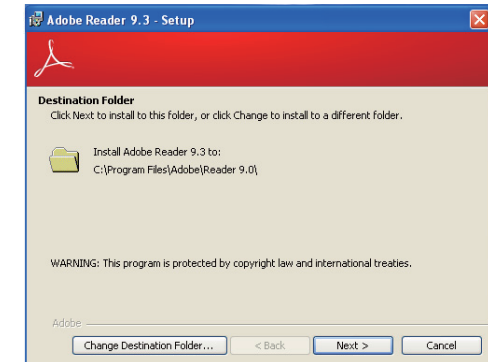 Adobe Reader 9.3 - Setup
Destination Folder
Click Next to install to this folder, or click Change to install to a different folder.
Install Adobe Reader 9.3 to:
C:\Program Files\Adobe\Reader 9.0\
WARNING: This program is protected by copyright law and international treaties.
Adobe
Change Destination Folder... < Back Next > Cancel